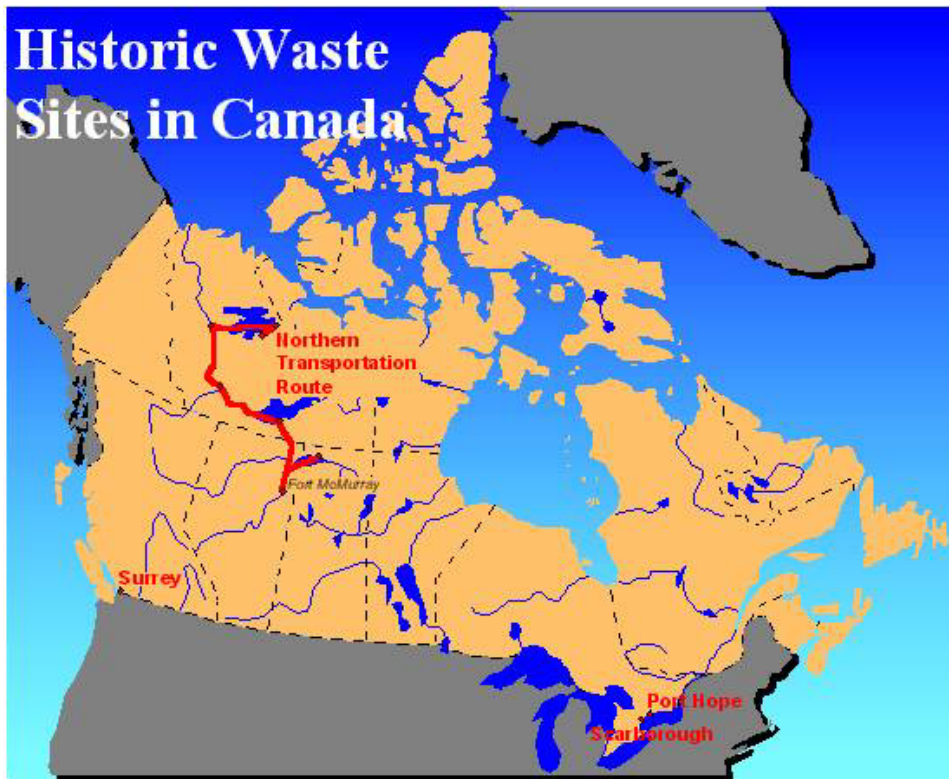 Historic Waste
Sites in Canada
Northern
Transportation
Route
Fort McMurray
Surrey
Port Hope
Scarborough